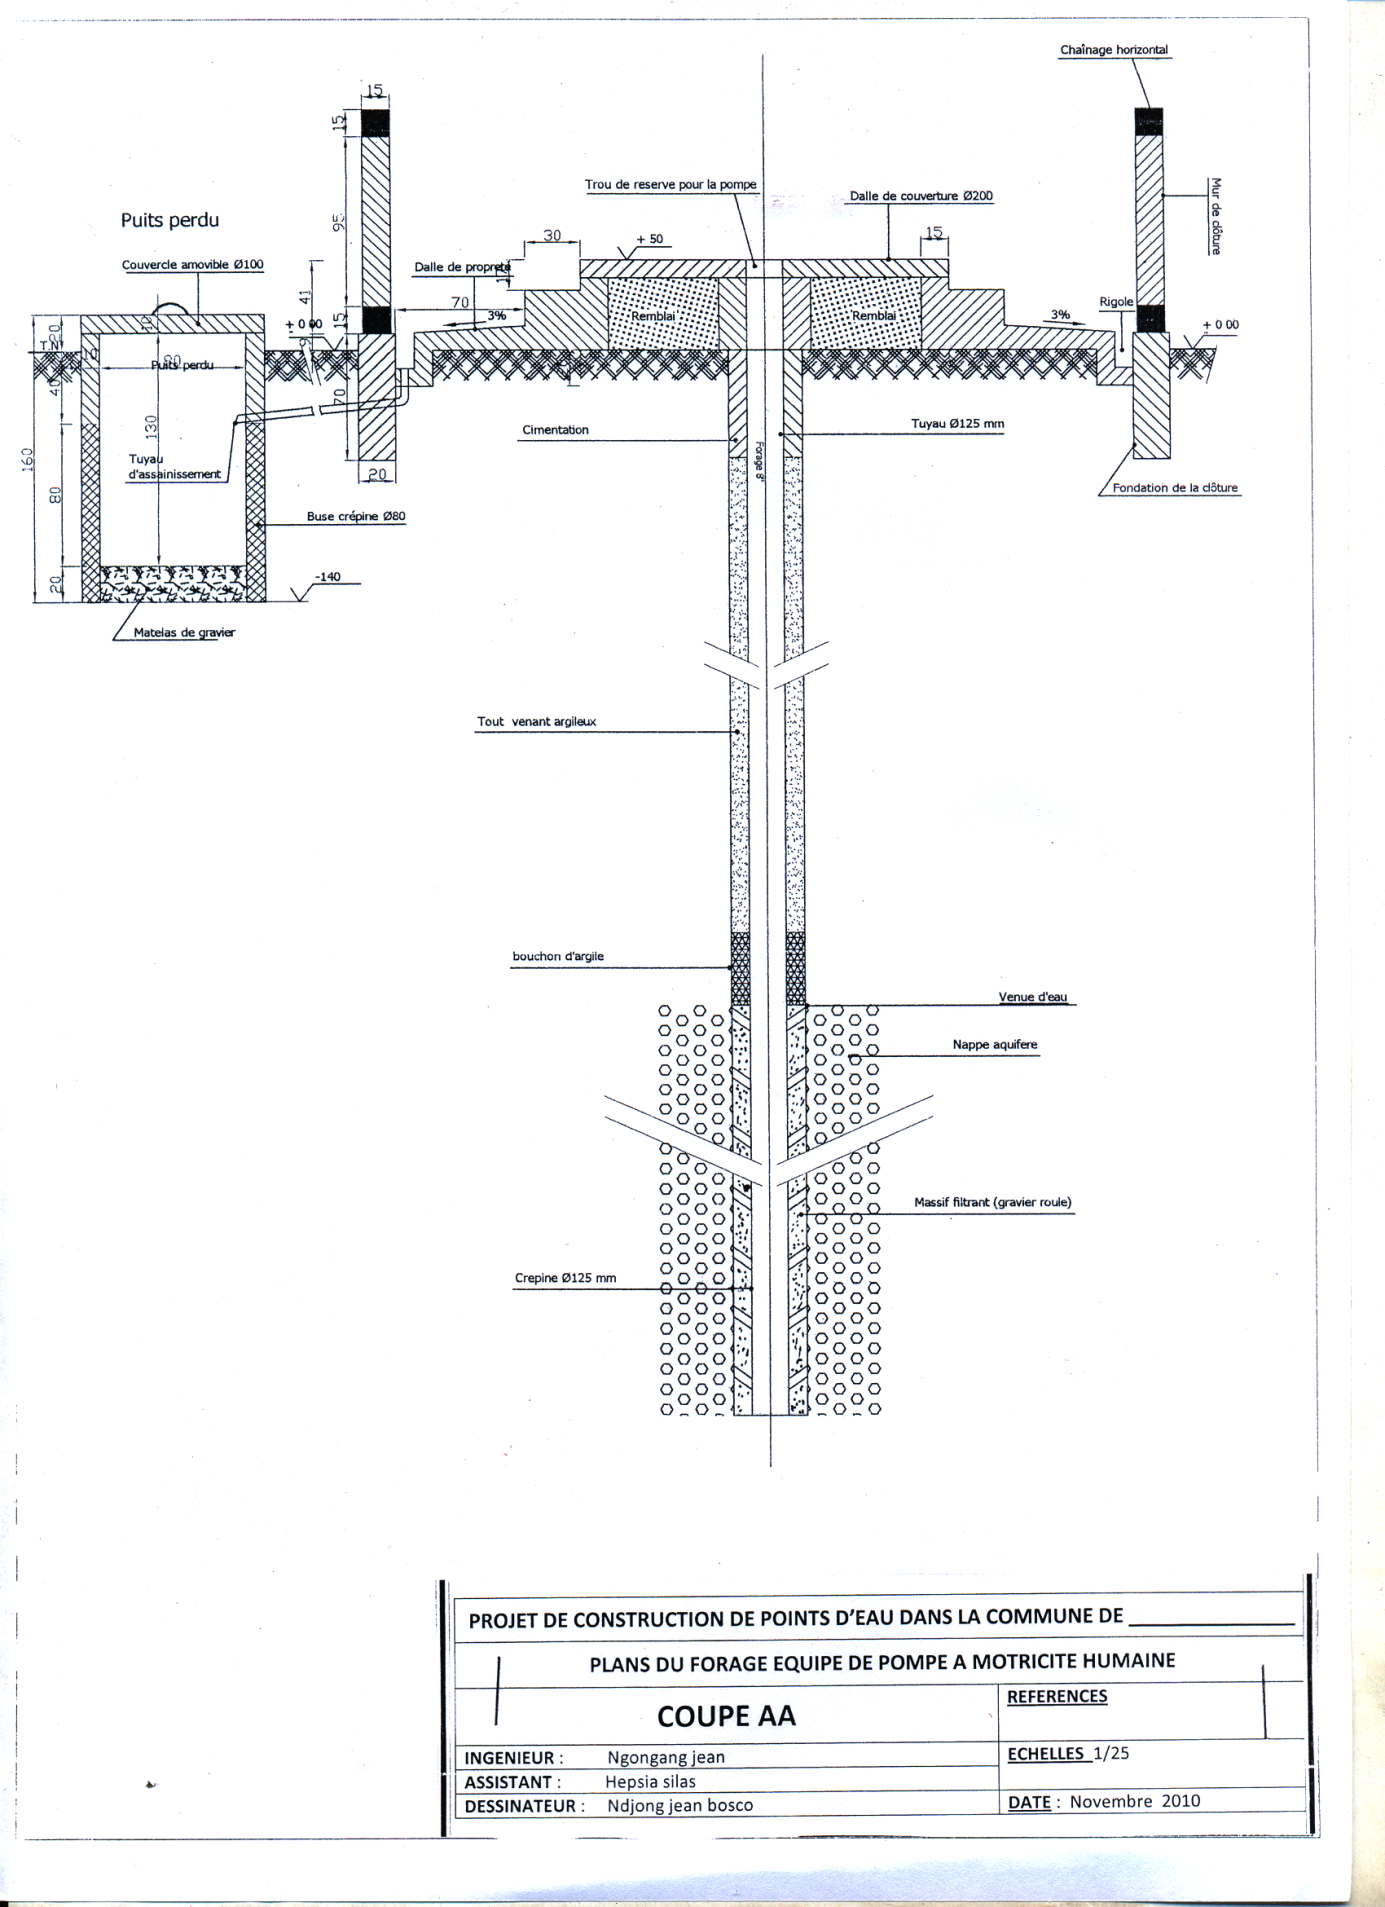 Chaînage horizontal
15
15
Trou de reserve pour la pompe
Dalle de couverture Ø200
Mur de clôture
95
Puits perdu
30
+ 50
15
Couvercle amovible Ø100
Dalle de proprete
41
70
3%
Remblai
Remblai
3%
Rigole
+ 0 00
+ 0 00
15
9
20
10
T.N
10
80
Puits perdu
40
70
130
160
Cimentation
Forage 8"
Tuyau Ø125 mm
Tuyau
d'assainissement
20
80
Fondation de la clôture
Buse crépine Ø80
20
-140
Matelas de gravier
Tout venant argileux
bouchon d'argile
Venue d'eau
Nappe aquifere
Massif filtrant (gravier roule)
Crepine Ø125 mm
PROJET DE CONSTRUCTION DE POINTS D'EAU DANS LA COMMUNE DE
PLANS DU FORAGE EQUIPE DE POMPE A MOTRICITE HUMAINE
COUPE AA
REFERENCES
INGENIEUR : Ngongang jean
ECHELLES 1/25
ASSISTANT : Hepsia silas
DESSINATEUR : Ndjong jean bosco
DATE : Novembre 2010